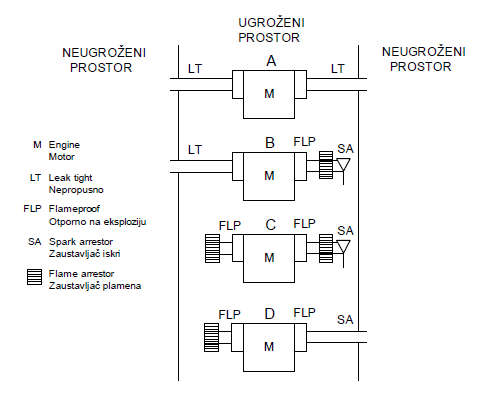 NEUGROŽENI
PROSTOR
UGROŽENI
PROSTOR
NEUGROŽENI
PROSTOR
LT
A
LT
M
LT
B
FLP
SA
M
M Engine
Motor
LT Leak tight
Nepropusno
FLP Flameproof
Otporno na eksploziju
SA Spark arrestor
Zaustavljač iskri
Flame arrestor
Zaustavljač plamena
FLP
C
FLP
SA
M
FLP
D
FLP
SA
M